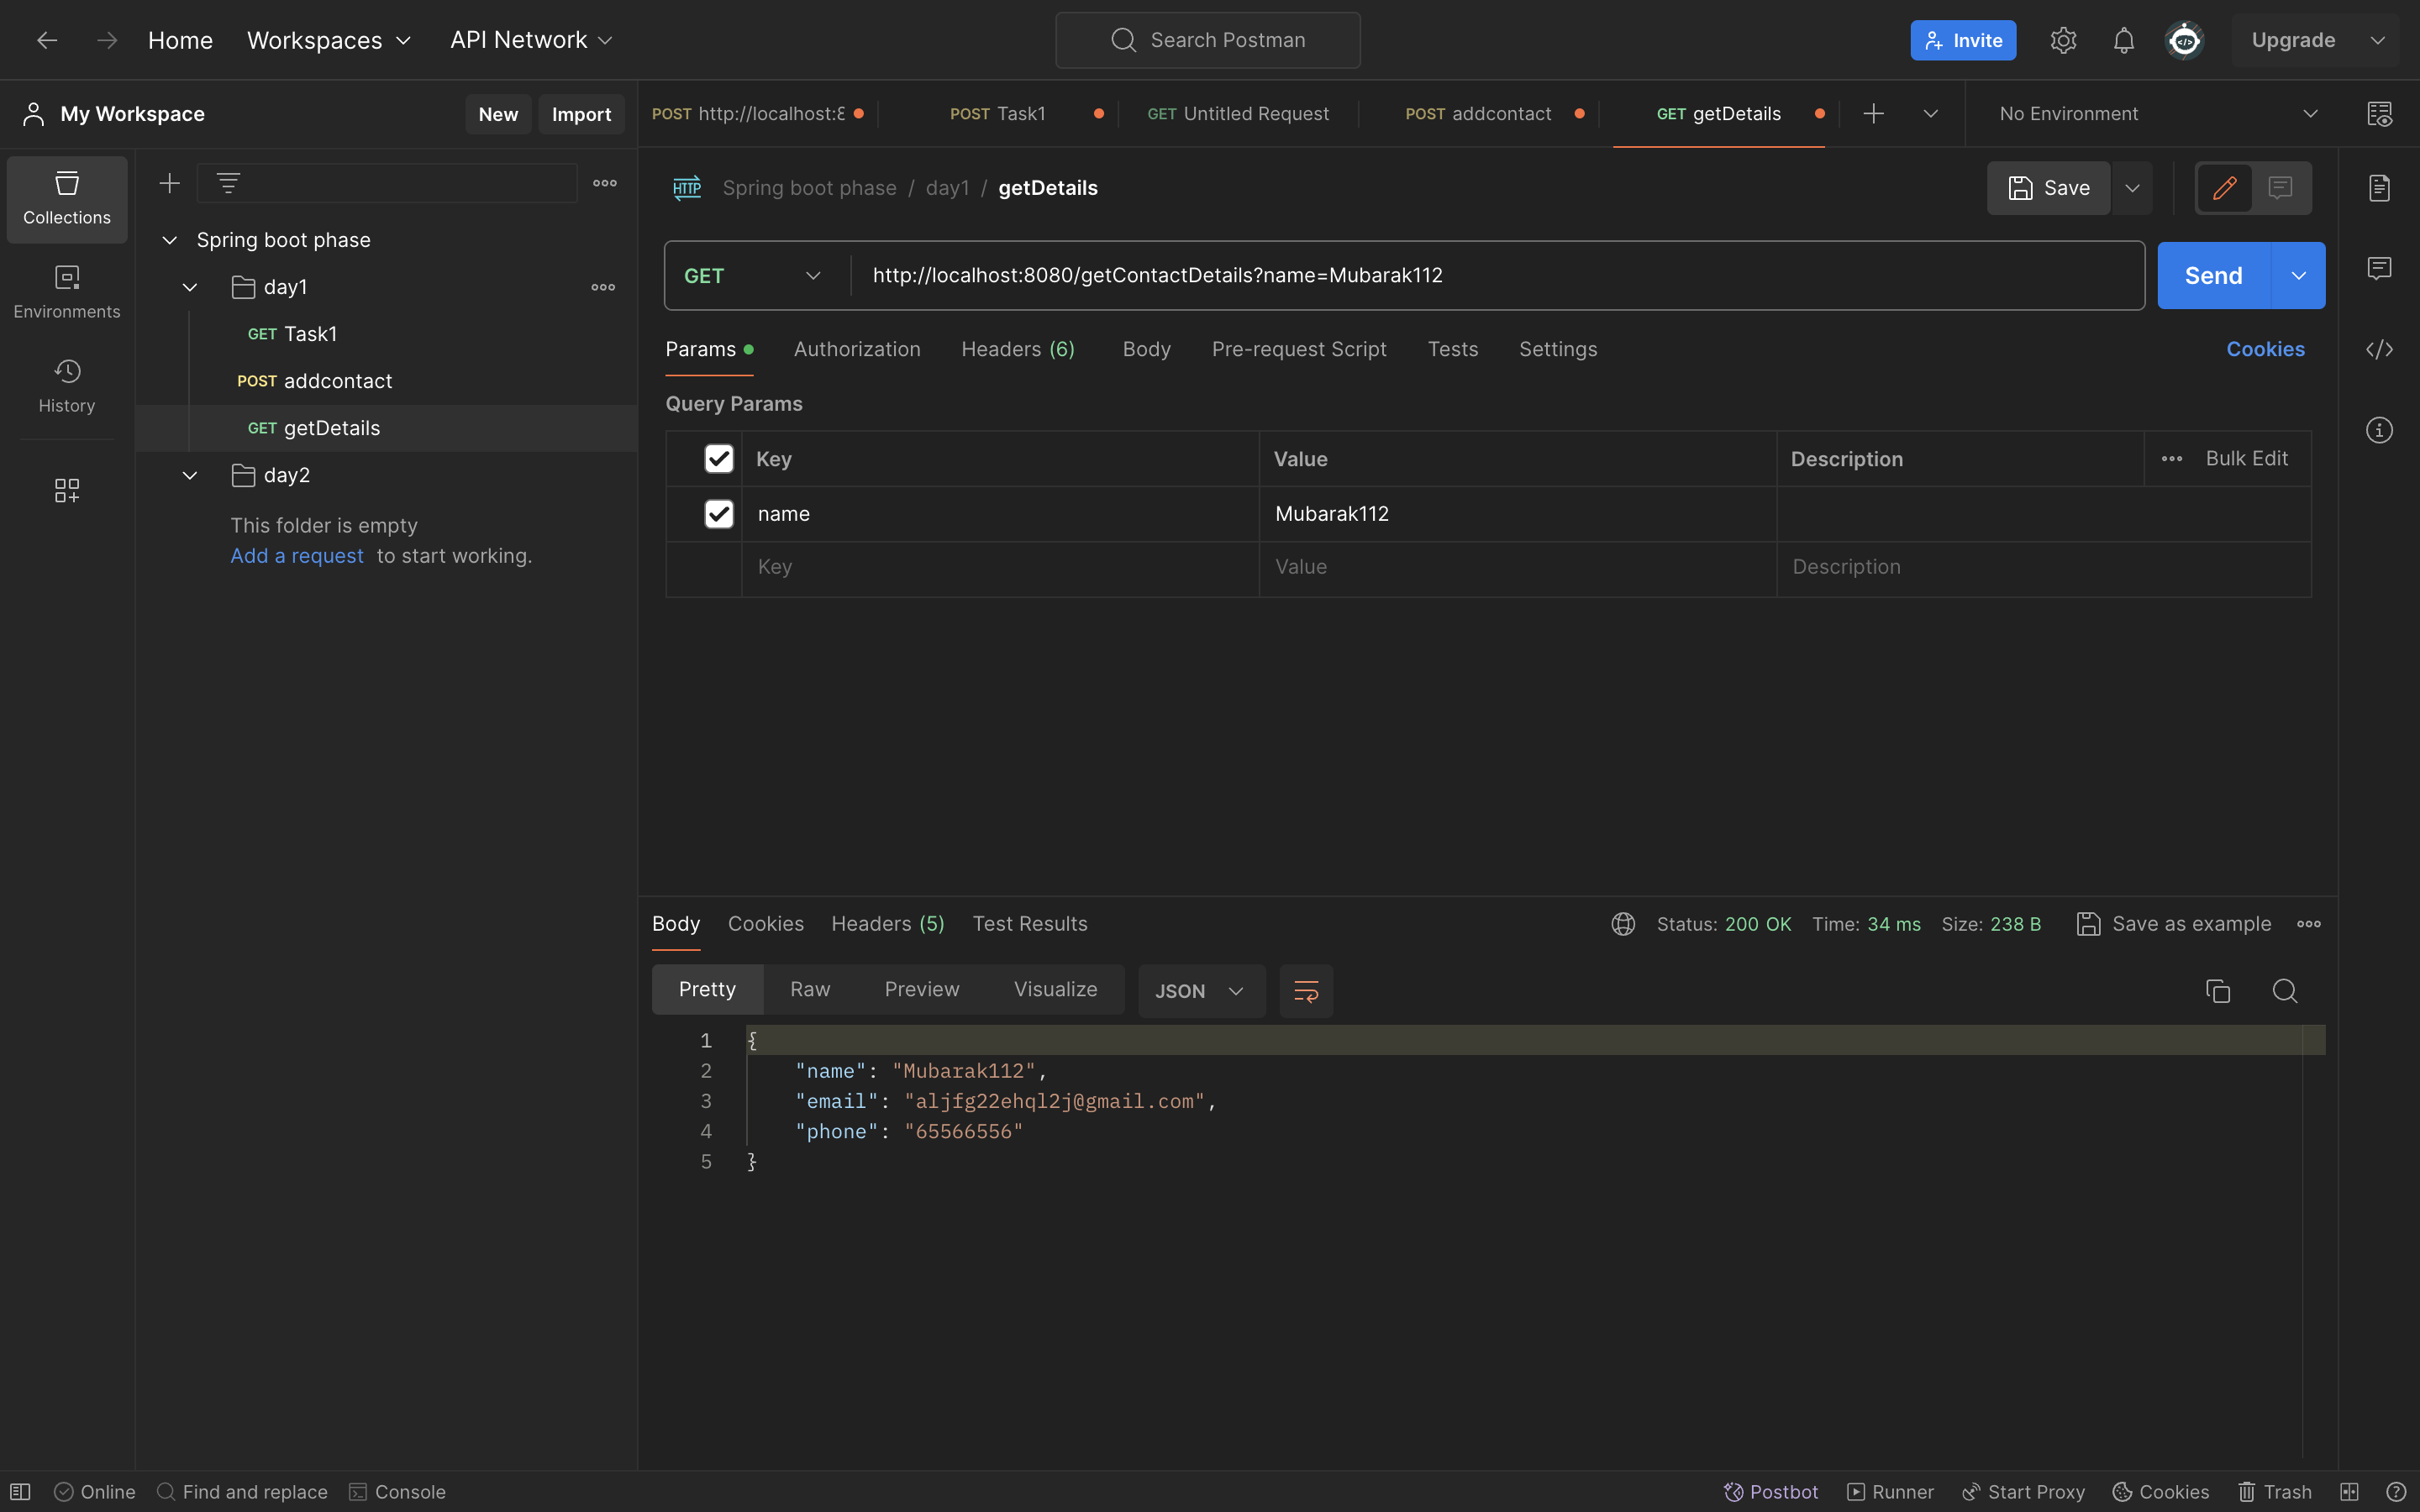 Home Workspaces API Network Search Postman Invite Upgrade
My Workspace New Import
POST http://localhost:8 POST Task1 GET Untitled Request POST addcontact GET getDetails No Environment
Collections
Environments
History
Spring boot phase
day1
GET Task1
POST addcontact
GET getDetails
day2
This folder is empty
Add a request to start working.
HTTP Spring boot phase / day1 / getDetails Save
GET http://localhost:8080/getContactDetails?name=Mubarak112 Send
Params Authorization Headers (6) Body Pre-request Script Tests Settings Cookies
Query Params
Key Value Description Bulk Edit
name Mubarak112
Key Value Description
Body Cookies Headers (5) Test Results Status: 200 OK Time: 34 ms Size: 238 B Save as example
Pretty Raw Preview Visualize JSON
1 {
2 "name": "Mubarak112",
3 "email": "aljfg22ehql2j@gmail.com",
4 "phone": "65566556"
5 }
Online Find and replace Console Postbot Runner Start Proxy Cookies Trash